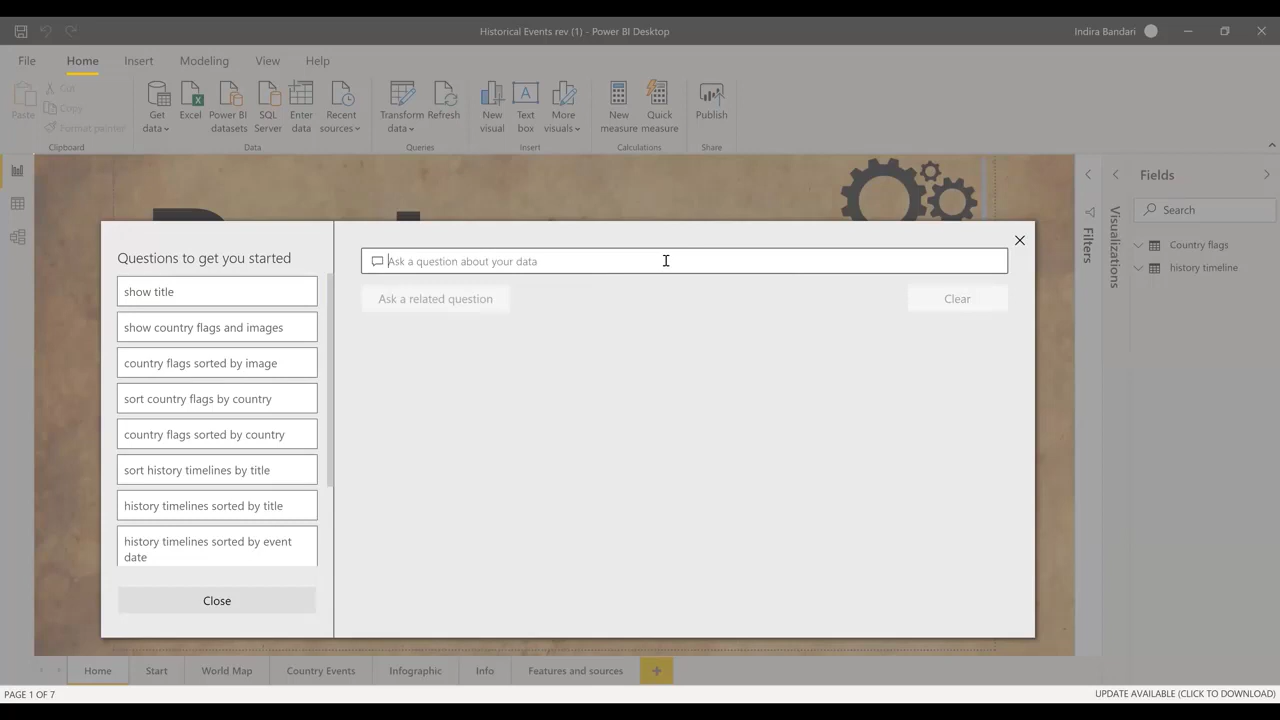 Historical Events rev (1) - Power BI Desktop
Indira Bandari
File
Home
Insert
Modeling
View
Help
Paste
Cut
Copy
Format painter
Clipboard
Get
data
Excel
Power BI
datasets
SQL
Server
Enter
data
Recent
sources
Data
Transform
data
Refresh
Queries
New
visual
Text
box
More
visuals
Insert
New
measure
Quick
measure
Calculations
Publish
Share
Questions to get you started
show title
show country flags and images
country flags sorted by image
sort country flags by country
country flags sorted by country
sort history timelines by title
history timelines sorted by title
history timelines sorted by event
date
Close
Ask a question about your data
Ask a related question
Clear
Filters
Visualizations
Fields
Search
Country flags
history timeline
Home
Start
World Map
Country Events
Infographic
Info
Features and sources
PAGE 1 OF 7
UPDATE AVAILABLE (CLICK TO DOWNLOAD)